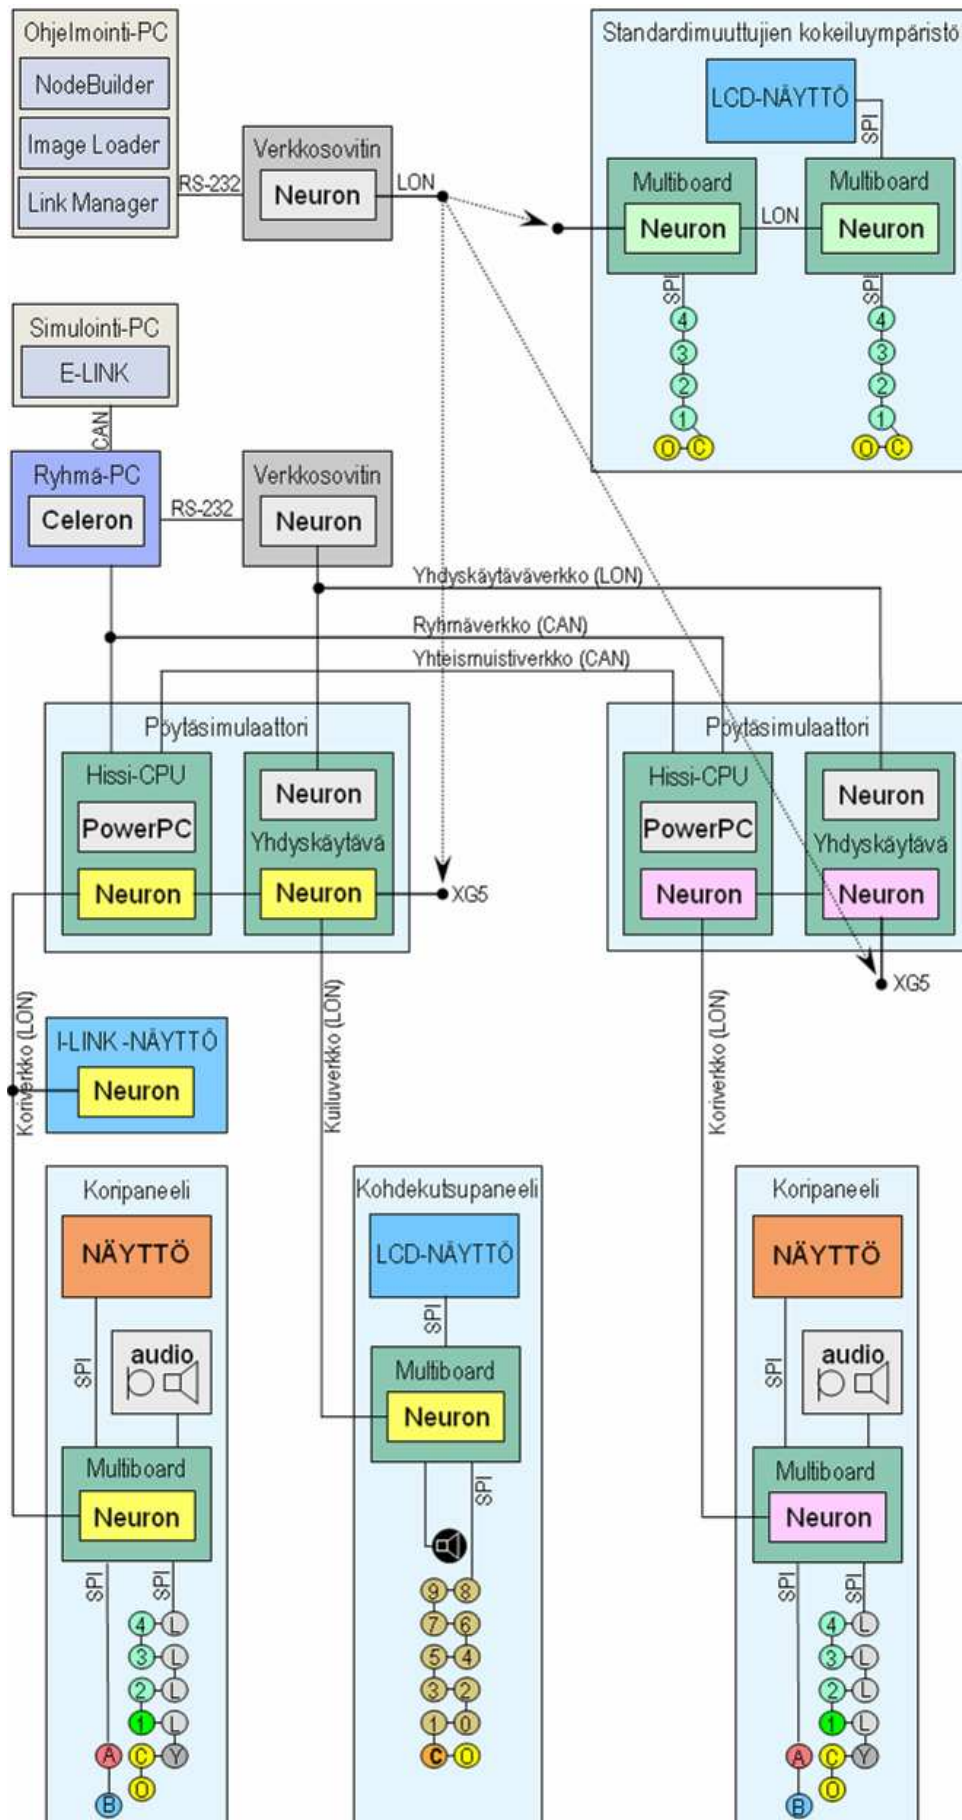 Ohjelmointi-PC
NodeBuilder
Image Loader
Link Manager
RS-232
Verkkosovitin
Neuron
LON
Standardimuuttujien kokeiluympäristö
LCD-NÄYTTÖ
SPI
Multiboard
Neuron
LON
Multiboard
Neuron
SPI
4
3
2
1
O C
SPI
4
3
2
1
O C
Simulointi-PC
E-LINK
CAN
Ryhmä-PC
Celeron
RS-232
Verkkosovitin
Neuron
Yhdyskäytäväverkko (LON)
Ryhmäverkko (CAN)
Yhteismuistiverkko (CAN)
Pöytäsimulaattori
Hissi-CPU
PowerPC
Neuron
Neuron
Yhdyskäytävä
Neuron
XG5
Pöytäsimulaattori
Hissi-CPU
PowerPC
Neuron
Neuron
Yhdyskäytävä
Neuron
XG5
Koriverkko (LON)
I-LINK -NÄYTTÖ
Neuron
Kuiluverkko (LON)
Koriverkko (LON)
Koripaneeli
NÄYTTÖ
SPI
audio
Multiboard
Neuron
SPI
SPI
4 L
3 L
2 L
1 L
A C Y
B O
Kohdekutsupaneeli
LCD-NÄYTTÖ
SPI
Multiboard
Neuron
SPI
9 8
7 6
5 4
3 2
1 0
C O
Koripaneeli
NÄYTTÖ
SPI
audio
Multiboard
Neuron
SPI
SPI
4 L
3 L
2 L
1 L
A C Y
B O